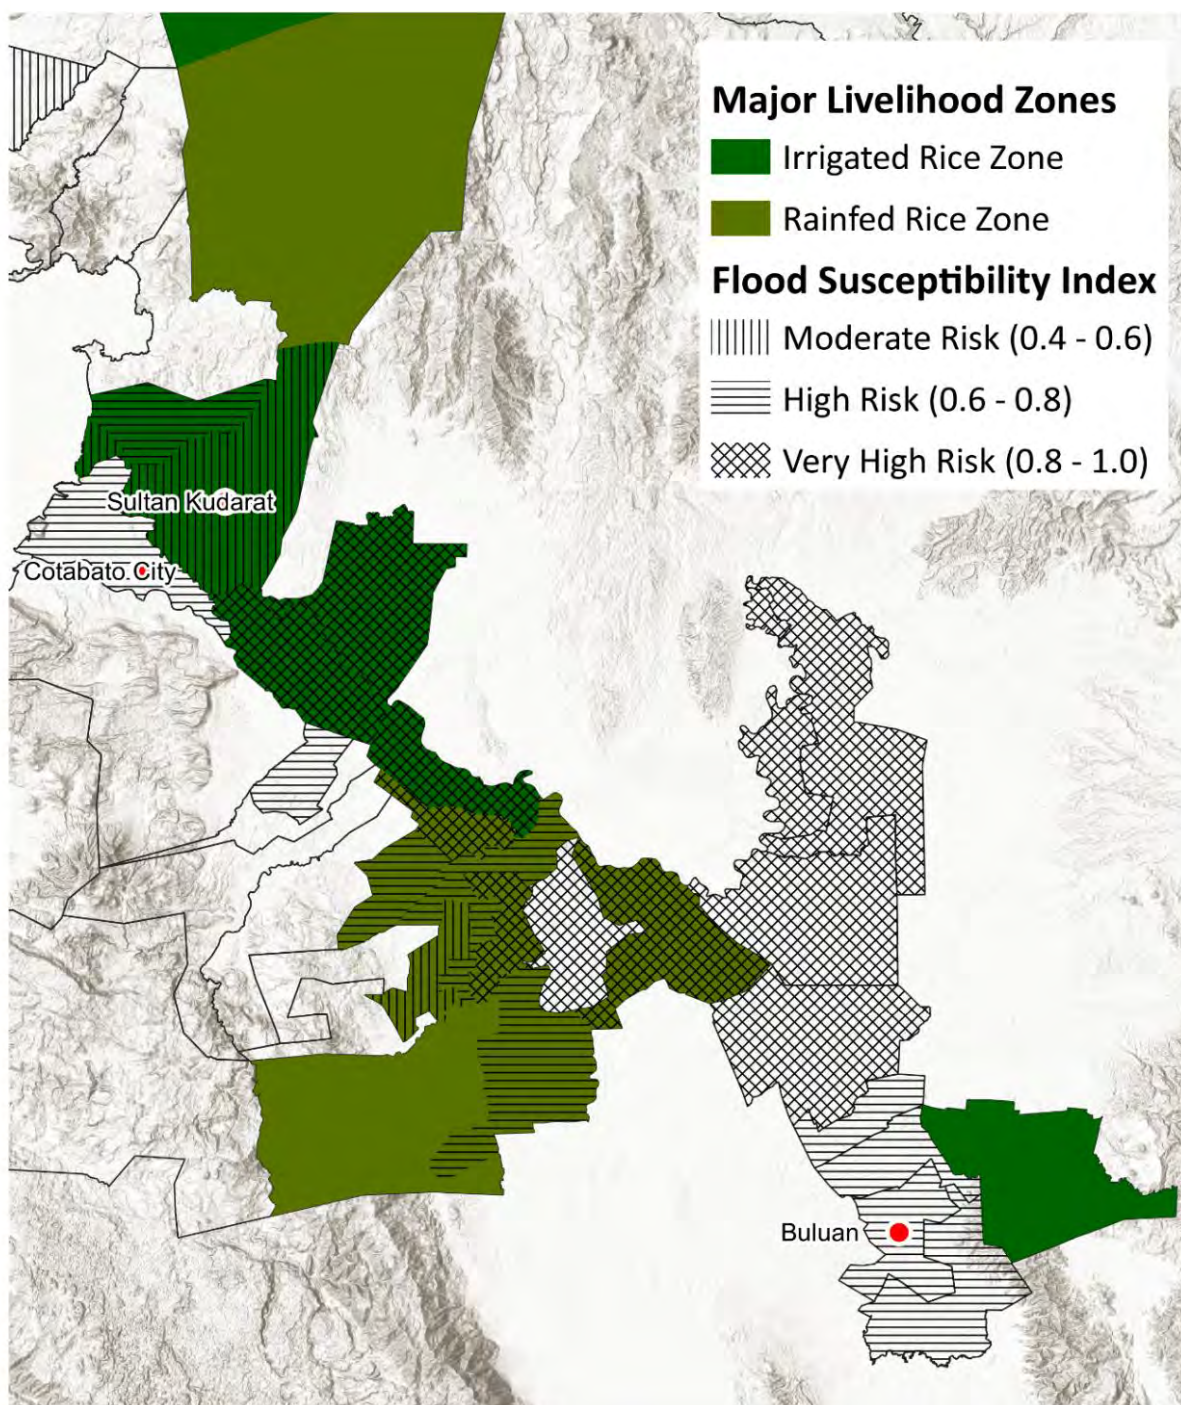 Major Livelihood Zones
Irrigated Rice Zone
Rainfed Rice Zone
Flood Susceptibility Index
Moderate Risk (0.4 - 0.6)
High Risk (0.6 - 0.8)
Very High Risk (0.8 - 1.0)
Sultan Kudarat
Cotabato City
Buluan